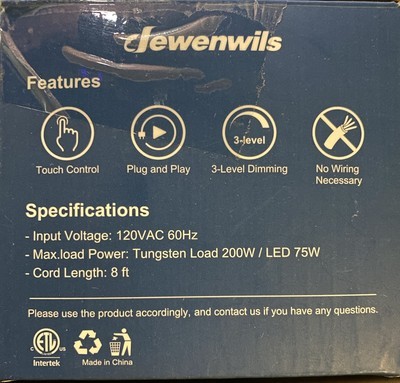 dewenwils
Features
3-level
Touch Control
Plug and Play
3-Level Dimming
No Wiring
Necessary
Specifications
- Input Voltage: 120VAC 60Hz
- Max.load Power: Tungsten Load 200W / LED 75W
- Cord Length: 8 ft
Please use the product accordingly, and contact us if you have any questions.
ETL us
Intertek
Made in China